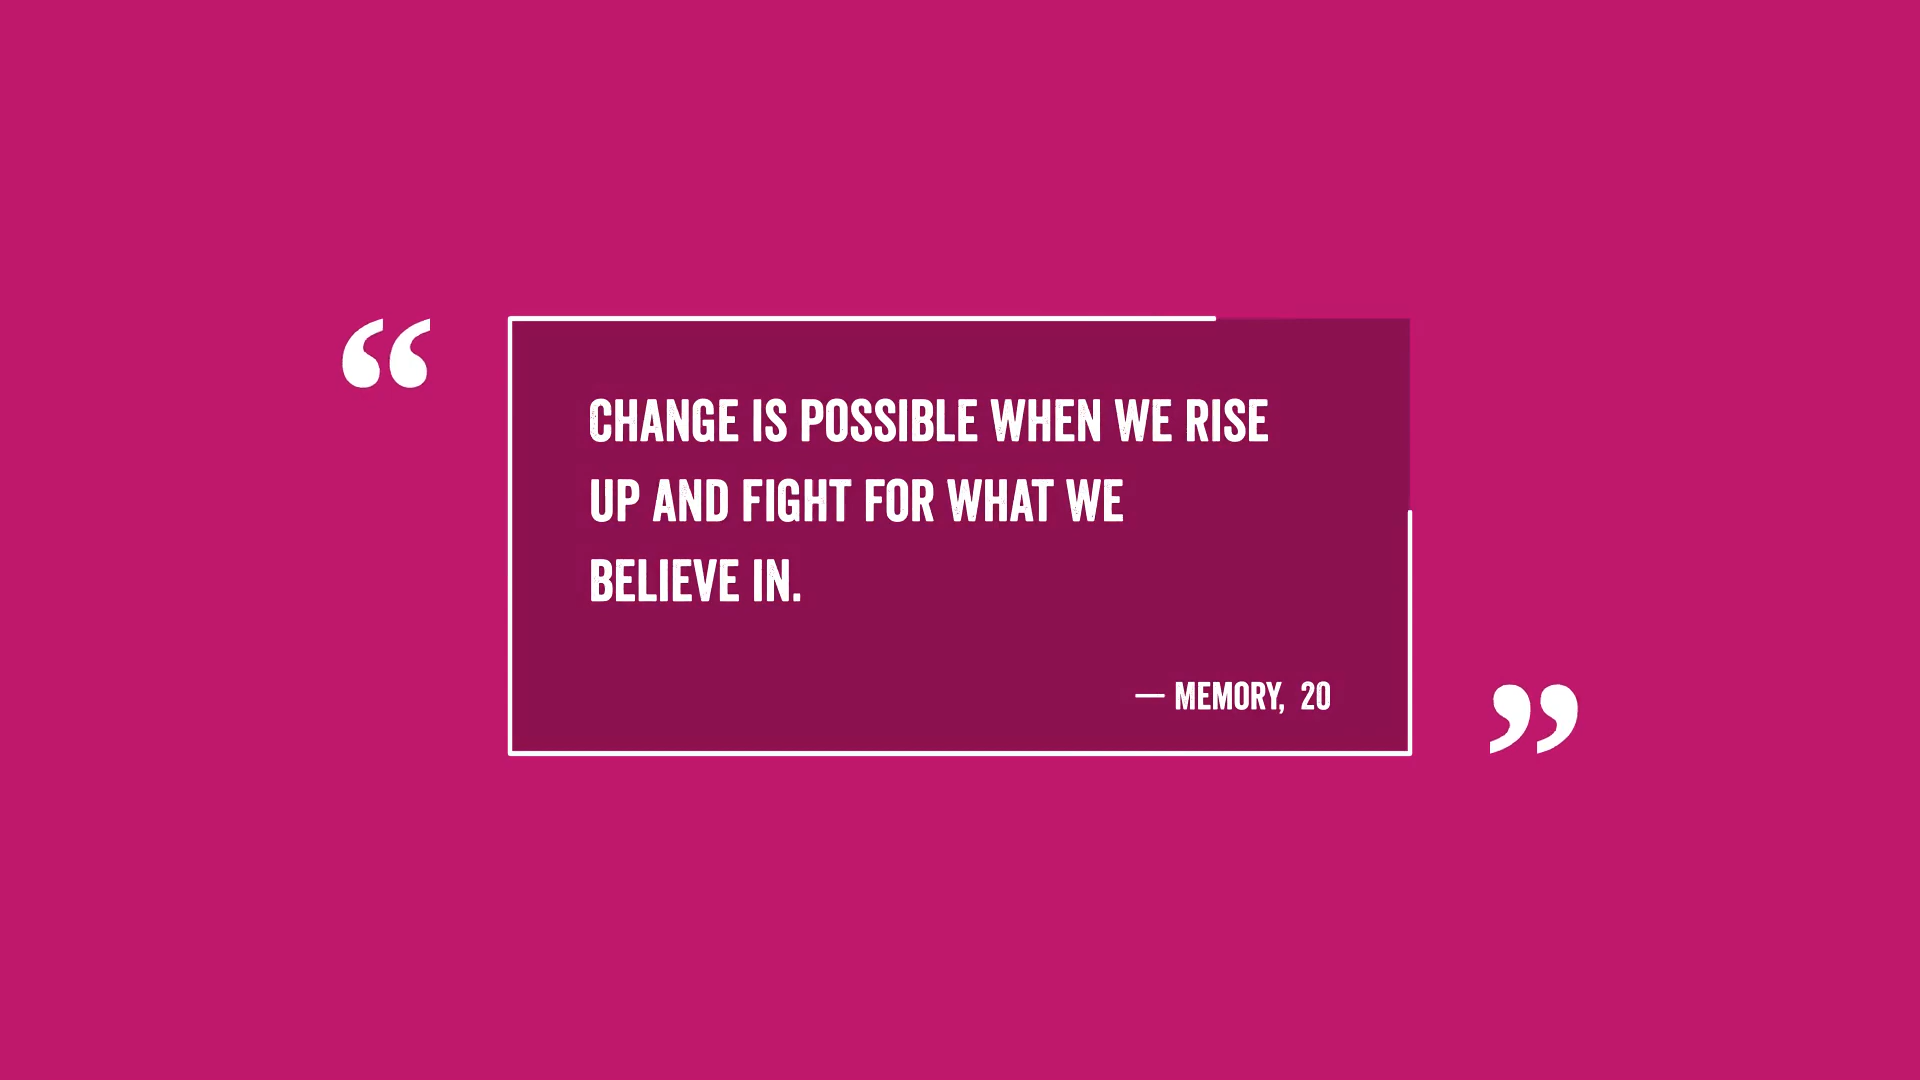 “
CHANGE IS POSSIBLE WHEN WE RISE
UP AND FIGHT FOR WHAT WE
BELIEVE IN.
— MEMORY, 20
”